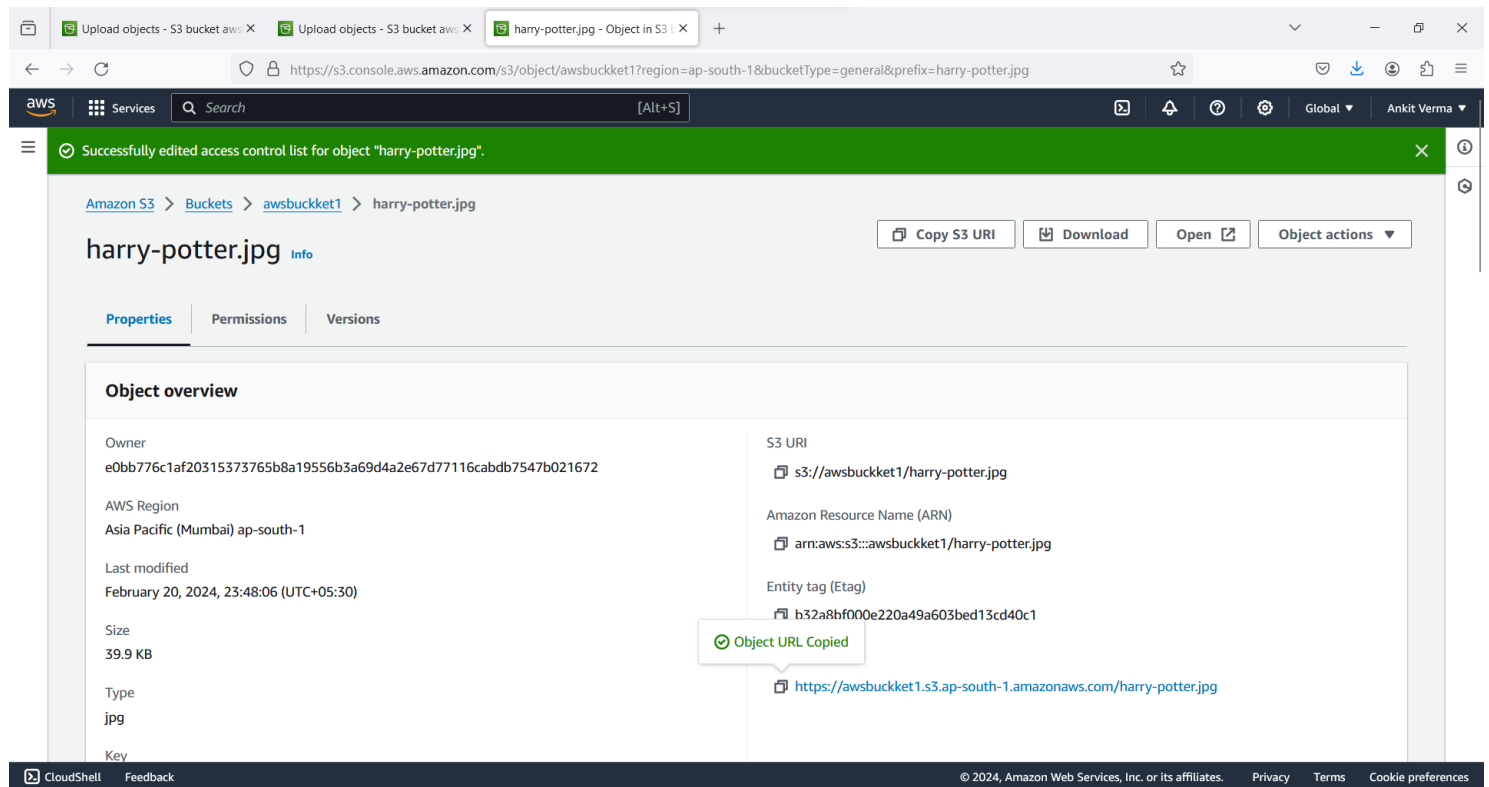 Upload objects - S3 bucket aws
Upload objects - S3 bucket aws
harry-potter.jpg - Object in S3 b
https://s3.console.aws.amazon.com/s3/object/awsbuckket1?region=ap-south-1&bucketType=general&prefix=harry-potter.jpg
aws Services Search [Alt+S] Global Ankit Verma
Successfully edited access control list for object "harry-potter.jpg".
Amazon S3 > Buckets > awsbuckket1 > harry-potter.jpg
harry-potter.jpg Info
Copy S3 URI Download Open Object actions
Properties Permissions Versions
Object overview
Owner
e0bb776c1af20315373765b8a19556b3a69d4a2e67d77116cabdb7547b021672
AWS Region
Asia Pacific (Mumbai) ap-south-1
Last modified
February 20, 2024, 23:48:06 (UTC+05:30)
Size
39.9 KB
Type
jpg
Key
S3 URI
s3://awsbuckket1/harry-potter.jpg
Amazon Resource Name (ARN)
arn:aws:s3:::awsbuckket1/harry-potter.jpg
Entity tag (Etag)
b32a8bf000e220a49a603bed13cd40c1
Object URL Copied
https://awsbuckket1.s3.ap-south-1.amazonaws.com/harry-potter.jpg
CloudShell Feedback © 2024, Amazon Web Services, Inc. or its affiliates. Privacy Terms Cookie preferences